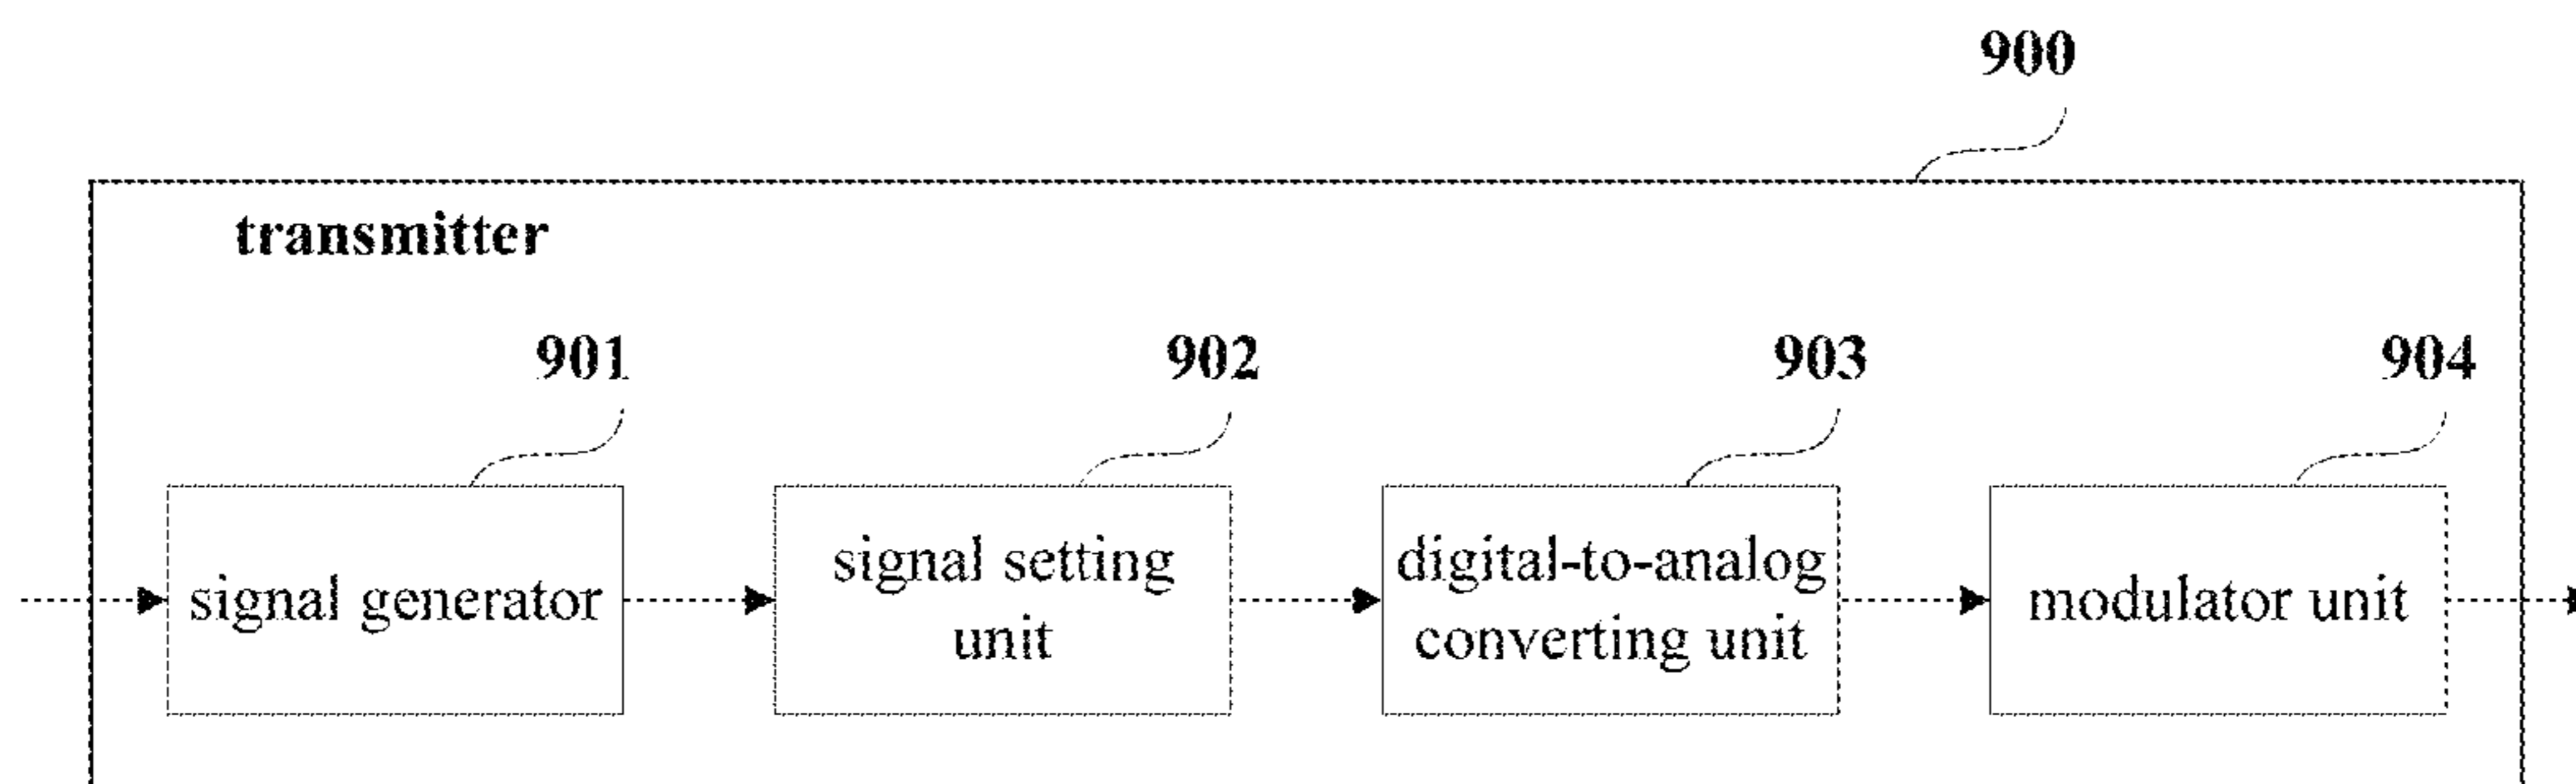 900
transmitter
901
902
903
904
signal generator
signal setting
unit
digital-to-analog
converting unit
modulator unit